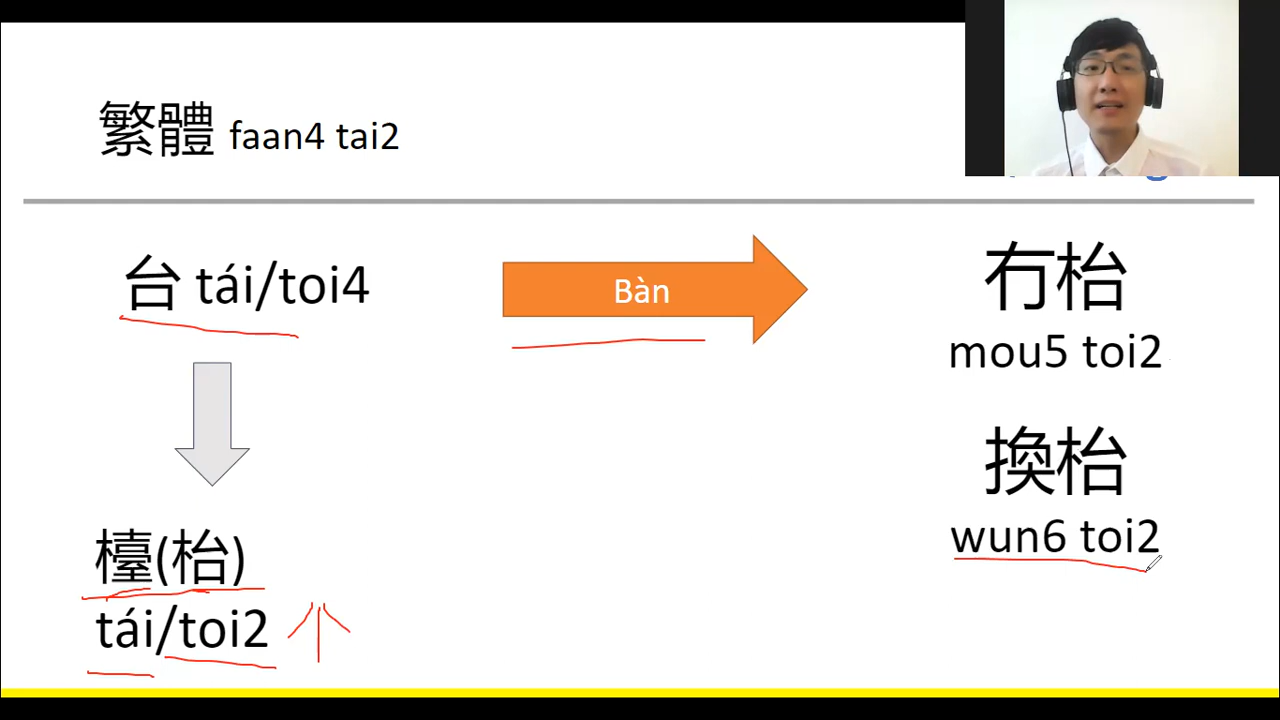 繁體 faan4 tai2
台 tái/toi4
Bàn
冇枱
mou5 toi2
換枱
wun6 toi2
檯(枱)
tái/toi2 个